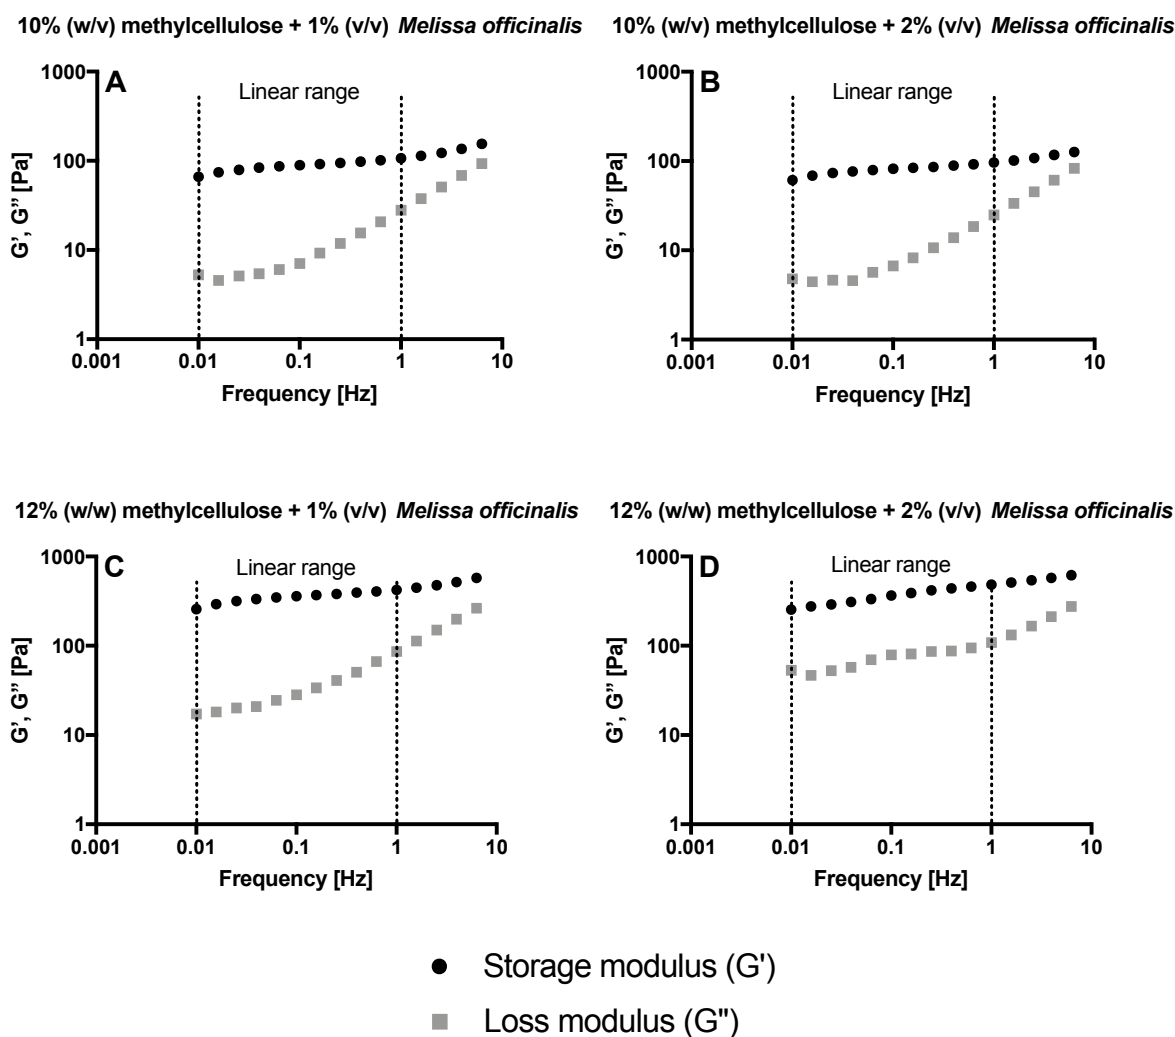 10% (w/v) methylcellulose + 1% (v/v) Melissa officinalis
A
Linear range
1000
100
10
1
G’, G” [Pa]
0.001
0.01
0.1
1
10
Frequency [Hz]
10% (w/v) methylcellulose + 2% (v/v) Melissa officinalis
B
Linear range
1000
100
10
1
G’, G” [Pa]
0.001
0.01
0.1
1
10
Frequency [Hz]
12% (w/w) methylcellulose + 1% (v/v) Melissa officinalis
C
Linear range
1000
100
10
1
G’, G” [Pa]
0.001
0.01
0.1
1
10
Frequency [Hz]
12% (w/w) methylcellulose + 2% (v/v) Melissa officinalis
D
Linear range
1000
100
10
1
G’, G” [Pa]
0.001
0.01
0.1
1
10
Frequency [Hz]
Storage modulus (G')
Loss modulus (G")